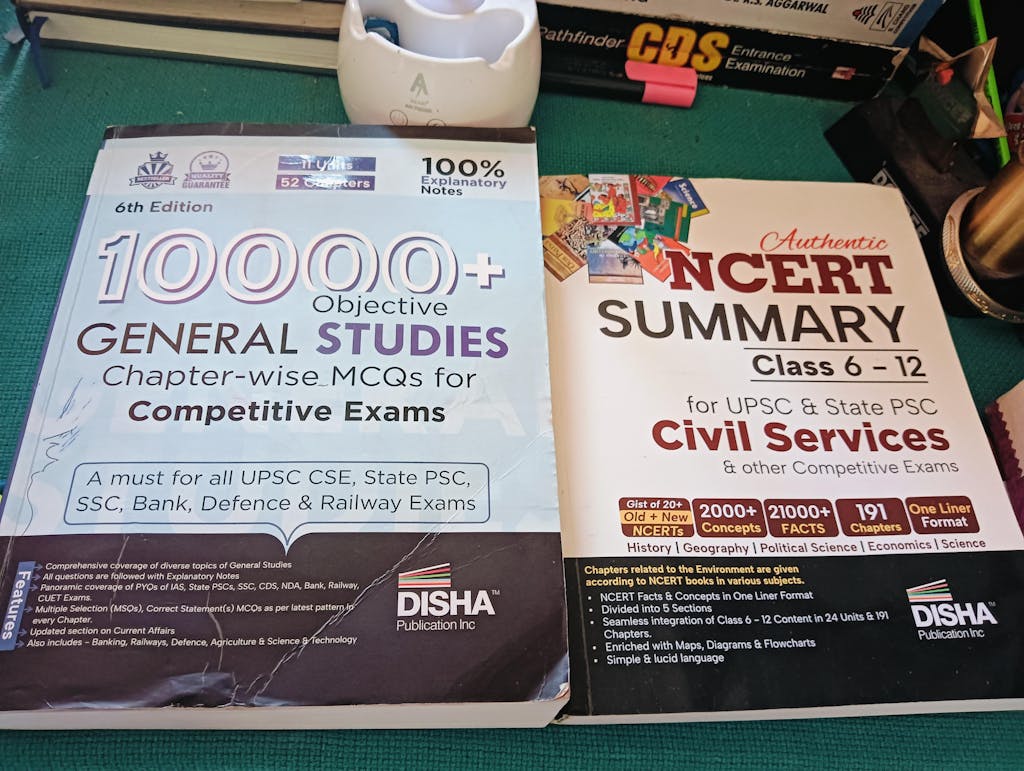 R.S. AGGARWAL
Pathfinder CDS Entrance
Examination
BESTSELLER
QUALITY
GUARANTEE
11 Units
52 Chapters
100%
Explanatory
Notes
6th Edition
10000+
Objective
GENERAL STUDIES
Chapter-wise MCQs for
Competitive Exams
A must for all UPSC CSE, State PSC,
SSC, Bank, Defence & Railway Exams
Features
Comprehensive coverage of diverse topics of General Studies
All questions are followed with Explanatory Notes
Panoramic coverage of PYQs of IAS, State PSCs, SSC, CDS, NDA, Bank, Railway,
CUET Exams.
Multiple Selection (MSQs), Correct Statement(s) MCQs as per latest pattern in
every Chapter.
Updated section on Current Affairs
Also includes - Banking, Railways, Defence, Agriculture & Science & Technology
DISHA™
Publication Inc
Science
Authentic
NCERT
SUMMARY
Class 6 - 12
for UPSC & State PSC
Civil Services
& other Competitive Exams
Gist of 20+
Old + New
NCERTs
2000+
Concepts
21000+
FACTS
191
Chapters
One Liner
Format
History | Geography | Political Science | Economics | Science
Chapters related to the Environment are given
according to NCERT books in various subjects.
• NCERT Facts & Concepts in One Liner Format
• Divided into 5 Sections
• Seamless integration of Class 6 - 12 Content in 24 Units & 191
Chapters.
• Enriched with Maps, Diagrams & Flowcharts
• Simple & lucid language
DISHA™
Publication Inc